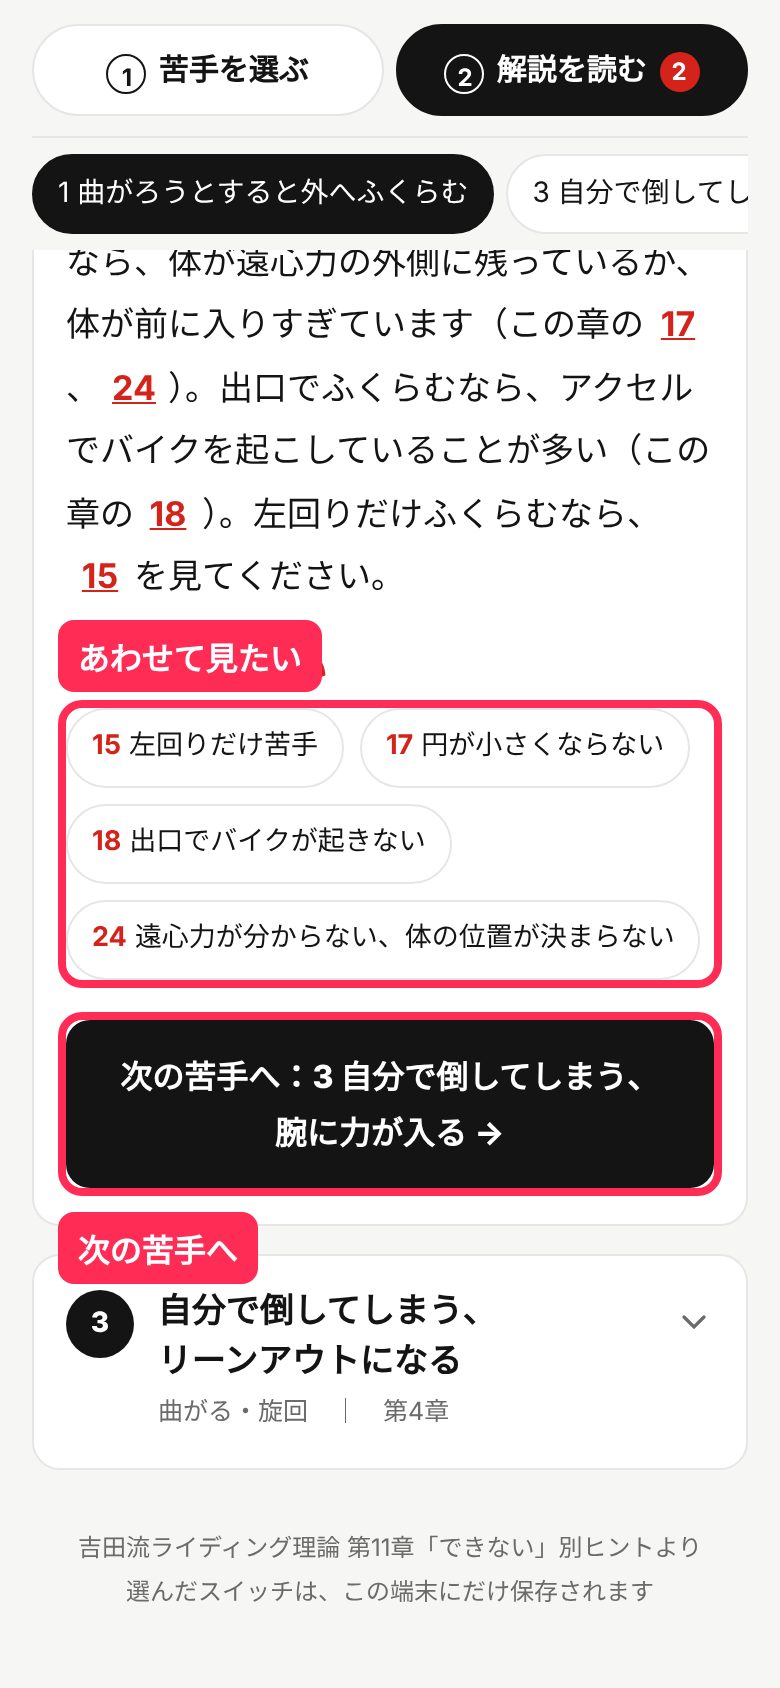 1 苦手を選ぶ
2 解説を読む 2
1 曲がろうとすると外へふくらむ
3 自分で倒してし
なら、体が遠心力の外側に残っているか、
体が前に入りすぎています（この章の 17
、 24 ）。出口でふくらむなら、アクセル
でバイクを起こしていることが多い（この
章の 18 ）。左回りだけふくらむなら、
15 を見てください。
あわせて見たい
15 左回りだけ苦手
17 円が小さくならない
18 出口でバイクが起きない
24 遠心力が分からない、体の位置が決まらない
次の苦手へ：3 自分で倒してしまう、
腕に力が入る →
次の苦手へ
3 自分で倒してしまう、
リーンアウトになる
曲がる・旋回 | 第4章
吉田流ライディング理論 第11章「できない」別ヒントより
選んだスイッチは、この端末にだけ保存されます